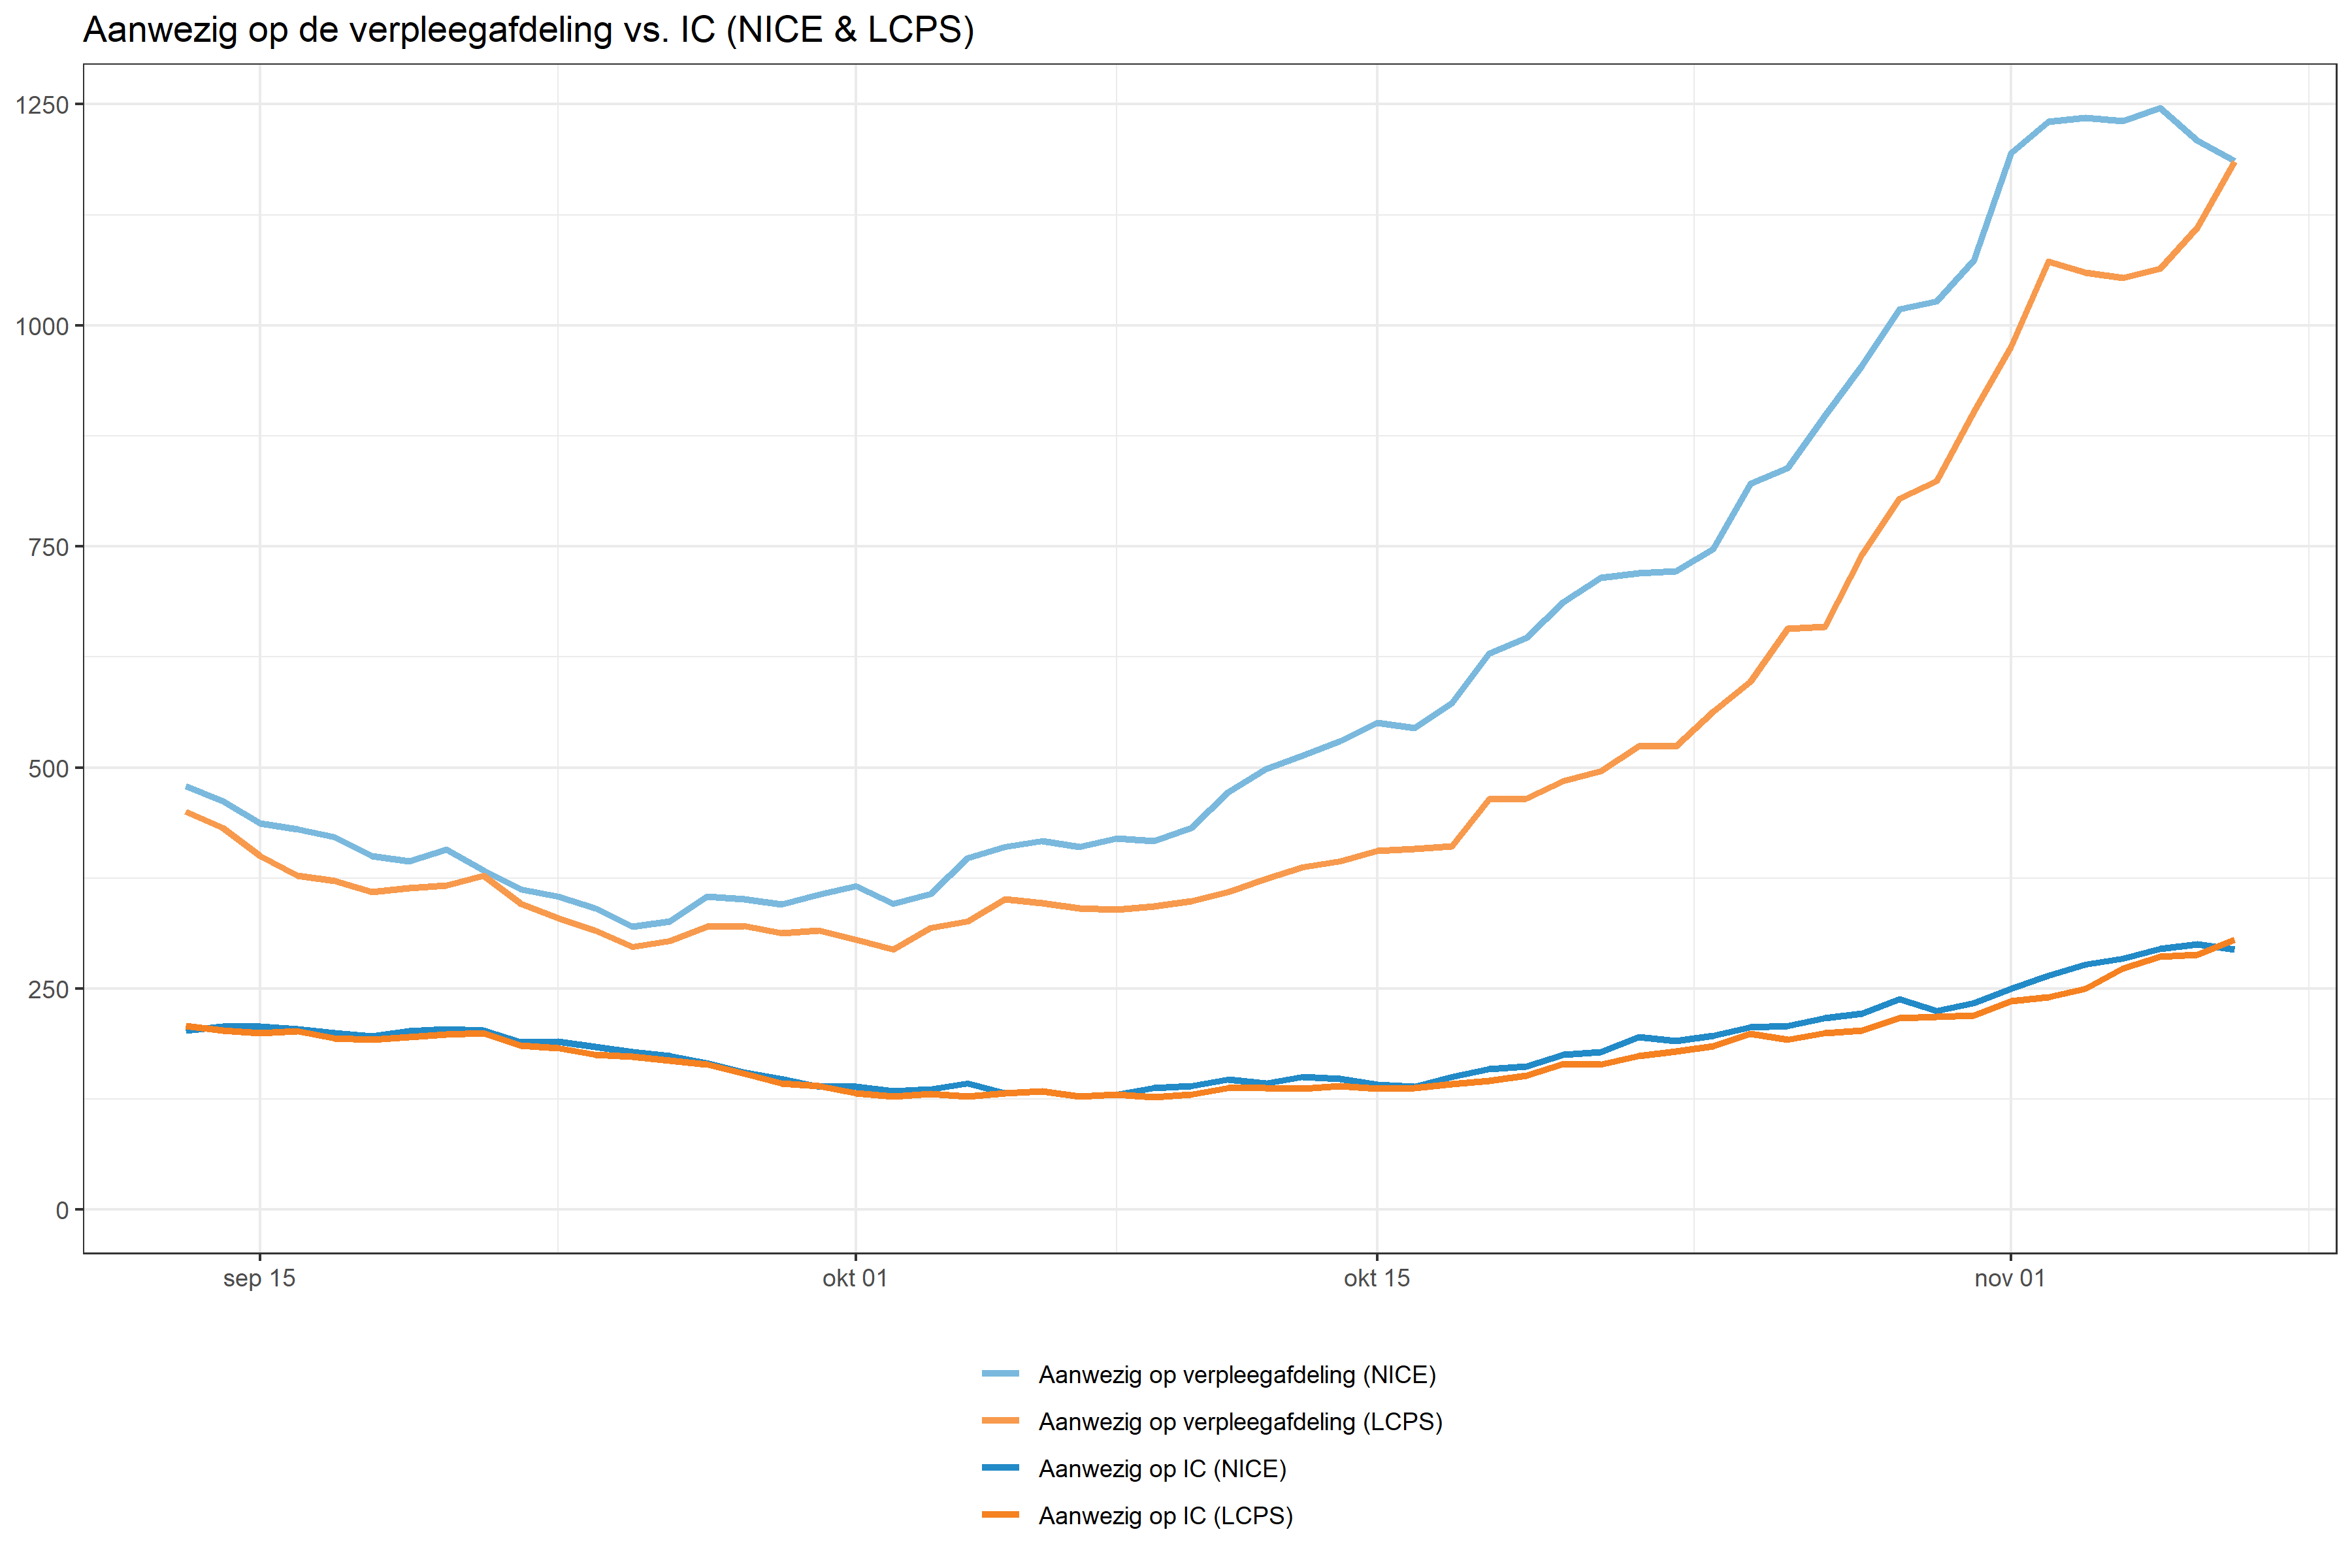 Aanwezig op de verpleegafdeling vs. IC (NICE & LCPS)
1250
1000
750
500
250
0
sep 15
okt 01
okt 15
nov 01
Aanwezig op verpleegafdeling (NICE)
Aanwezig op verpleegafdeling (LCPS)
Aanwezig op IC (NICE)
Aanwezig op IC (LCPS)